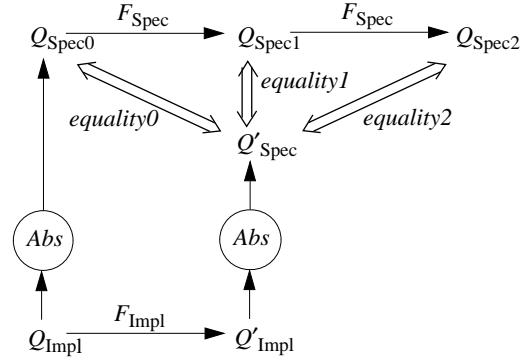 F_Spec F_Spec
Q_Spec0 Q_Spec1 Q_Spec2
equality0 equality1 equality2
Q′_Spec
Abs Abs
F_Impl
Q_Impl Q′_Impl